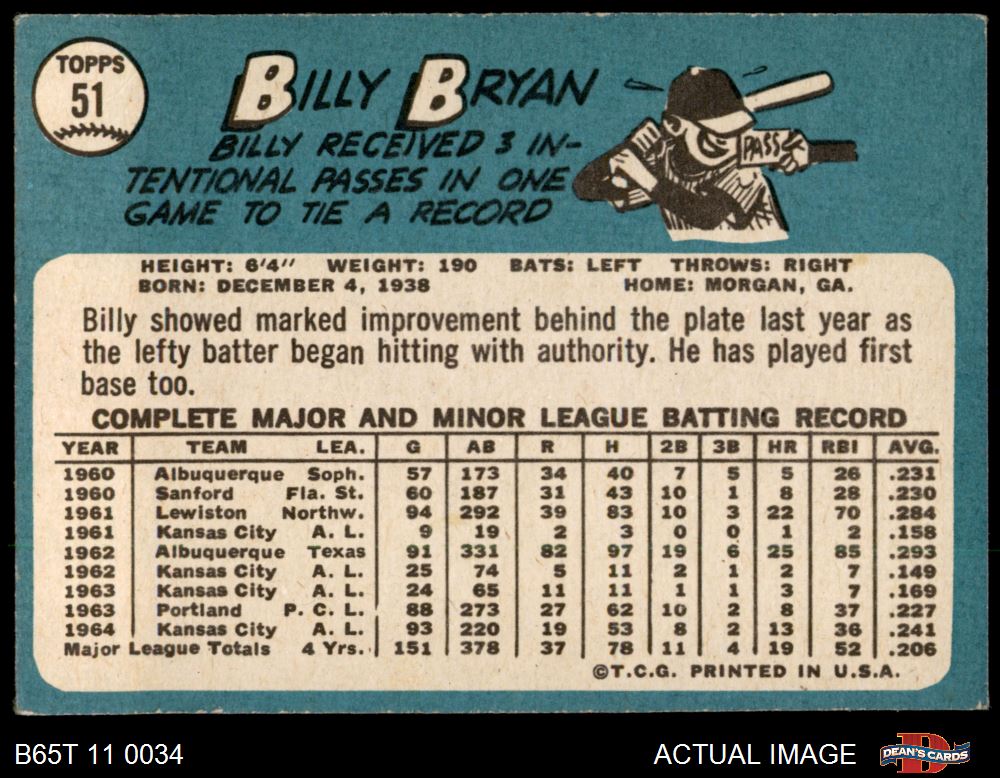 TOPPS
51
BILLY BRYAN
BILLY RECEIVED 3 IN-
TENTIONAL PASSES IN ONE
GAME TO TIE A RECORD
PASS
HEIGHT: 6'4" WEIGHT: 190 BATS: LEFT THROWS: RIGHT
BORN: DECEMBER 4, 1938 HOME: MORGAN, GA.
Billy showed marked improvement behind the plate last year as
the lefty batter began hitting with authority. He has played first
base too.
COMPLETE MAJOR AND MINOR LEAGUE BATTING RECORD
YEAR TEAM LEA. G AB R H 2B 3B HR RBI AVG.
1960 Albuquerque Soph. 57 173 34 40 7 5 5 26 .231
1960 Sanford Fla. St. 60 187 31 43 10 1 8 28 .230
1961 Lewiston Northw. 94 292 39 83 10 3 22 70 .284
1961 Kansas City A. L. 9 19 2 3 0 0 1 2 .158
1962 Albuquerque Texas 91 331 82 97 19 6 25 85 .293
1962 Kansas City A. L. 25 74 5 11 2 1 2 7 .149
1963 Kansas City A. L. 24 65 11 11 1 1 3 7 .169
1963 Portland P. C. L. 88 273 27 62 10 2 8 37 .227
1964 Kansas City A. L. 93 220 19 53 8 2 13 36 .241
Major League Totals 4 Yrs. 151 378 37 78 11 4 19 52 .206
©T.C.G. PRINTED IN U.S.A.
B65T 11 0034 ACTUAL IMAGE DEAN'S CARDS